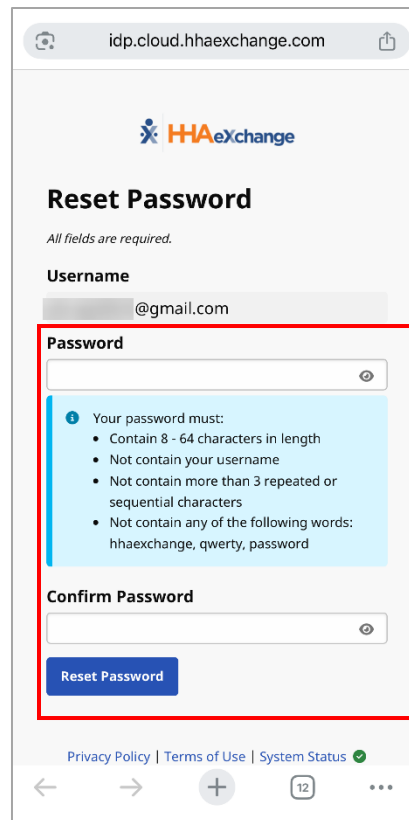 idp.cloud.hhaexchange.com
HHAeXchange
Reset Password
All fields are required.
Username
@gmail.com
Password
Your password must:
• Contain 8 - 64 characters in length
• Not contain your username
• Not contain more than 3 repeated or
sequential characters
• Not contain any of the following words:
hhaexchange, qwerty, password
Confirm Password
Reset Password
Privacy Policy | Terms of Use | System Status
12